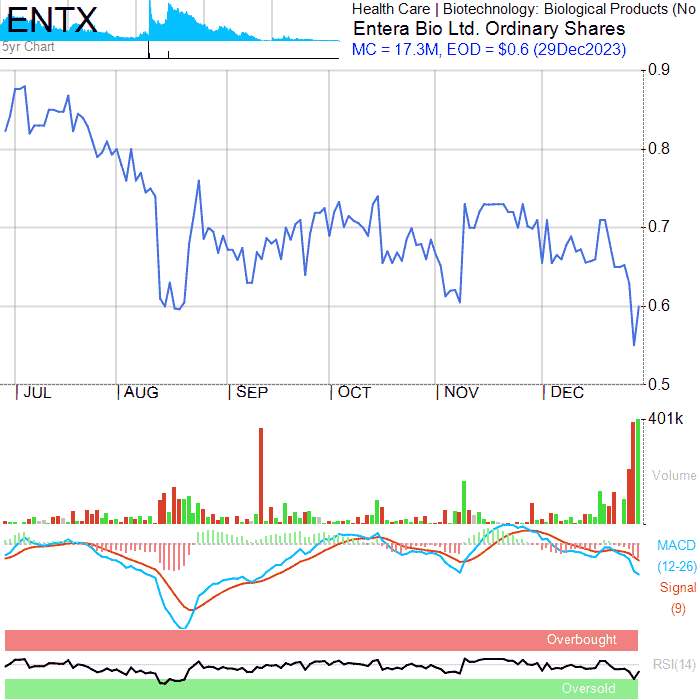 ENTX
5yr Chart
Health Care | Biotechnology: Biological Products (No
Entera Bio Ltd. Ordinary Shares
MC = 17.3M, EOD = $0.6 (29Dec2023)
0.9
0.8
0.7
0.6
0.5
JUL AUG SEP OCT NOV DEC
401k
Volume
MACD
(12-26)
Signal
(9)
Overbought
RSI(14)
Oversold